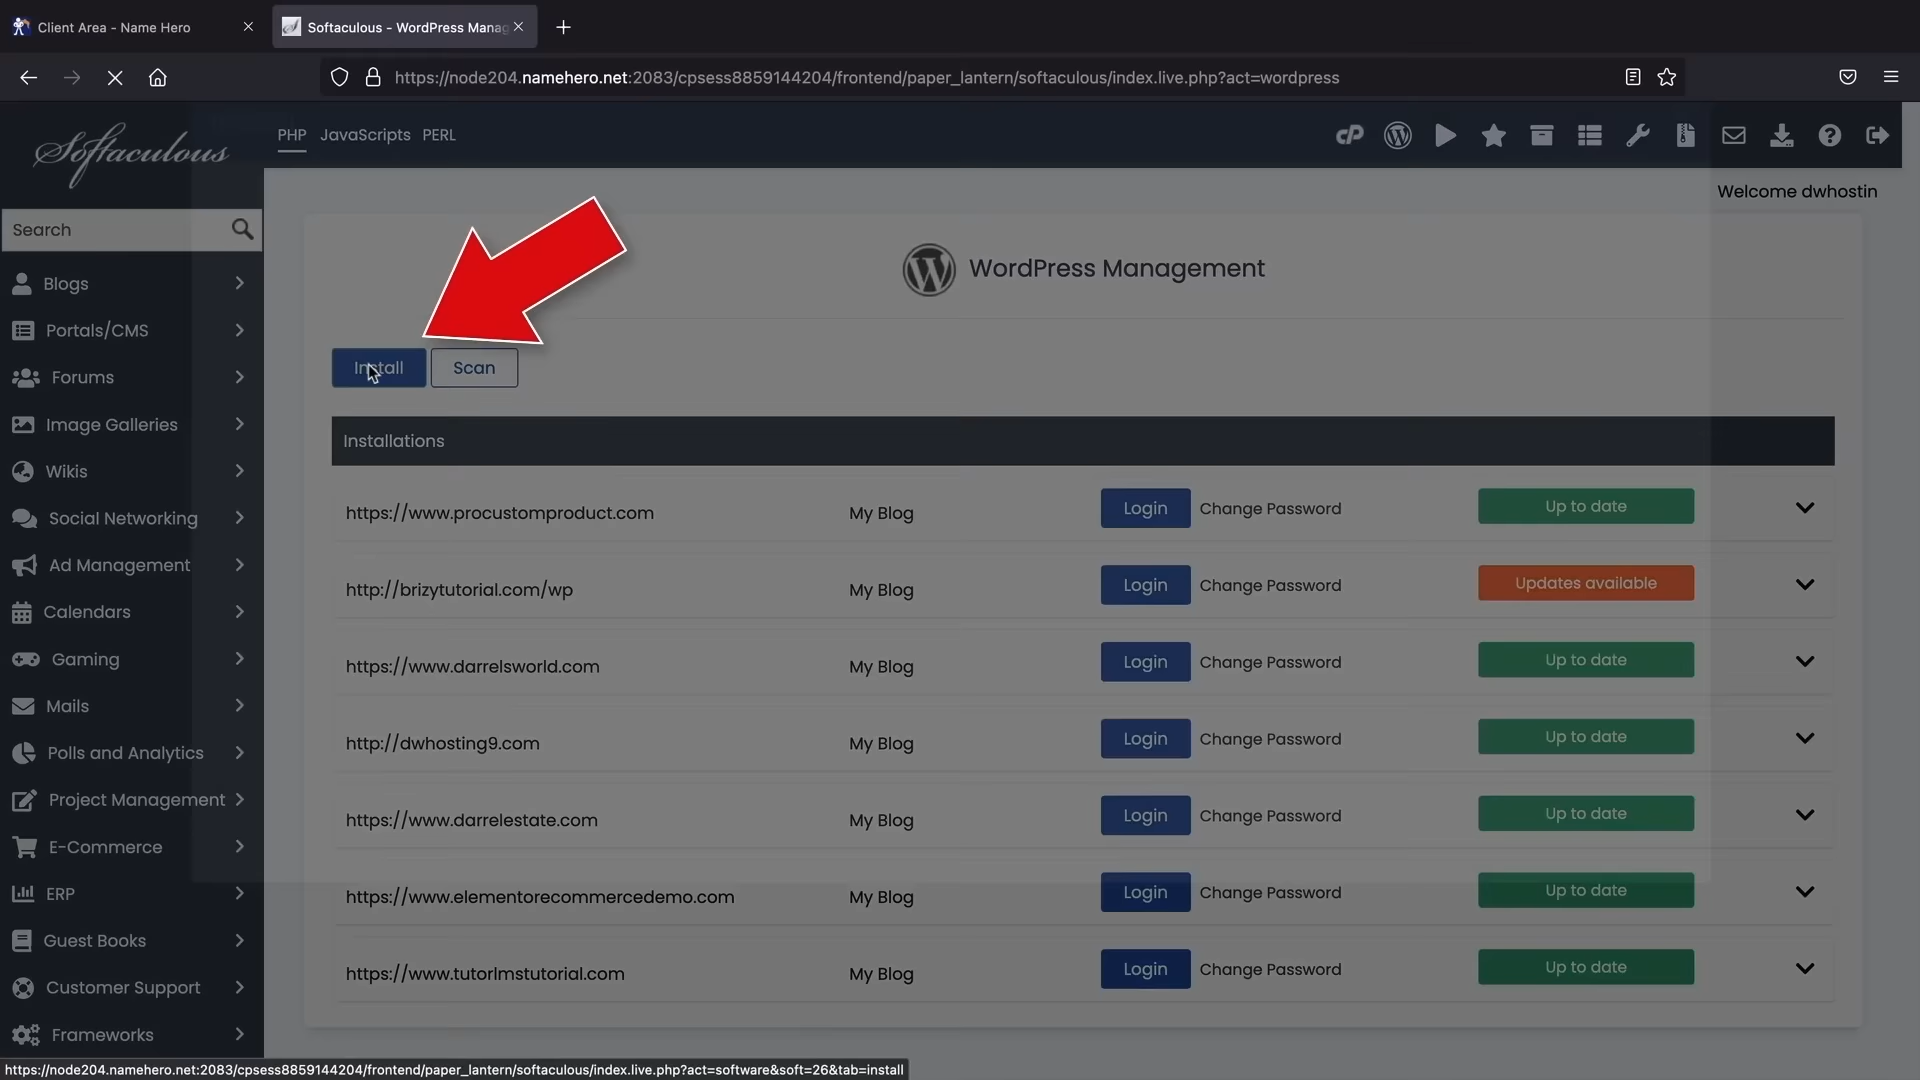 Client Area - Name Hero
Softaculous - WordPress Manag
https://node204.namehero.net:2083/cpsess8859144204/frontend/paper_lantern/softaculous/index.live.php?act=wordpress
Softaculous
PHP JavaScripts PERL
cP
Welcome dwhostin
Search
Blogs
Portals/CMS
Forums
Image Galleries
Wikis
Social Networking
Ad Management
Calendars
Gaming
Mails
Polls and Analytics
Project Management
E-Commerce
ERP
Guest Books
Customer Support
Frameworks
WordPress Management
Install Scan
Installations
https://www.procustomproduct.com My Blog Login Change Password Up to date
http://brizytutorial.com/wp My Blog Login Change Password Updates available
https://www.darrelsworld.com My Blog Login Change Password Up to date
http://dwhosting9.com My Blog Login Change Password Up to date
https://www.darrelestate.com My Blog Login Change Password Up to date
https://www.elementorecommercedemo.com My Blog Login Change Password Up to date
https://www.tutorlmstutorial.com My Blog Login Change Password Up to date
https://node204.namehero.net:2083/cpsess8859144204/frontend/paper_lantern/softaculous/index.live.php?act=software&soft=26&tab=install